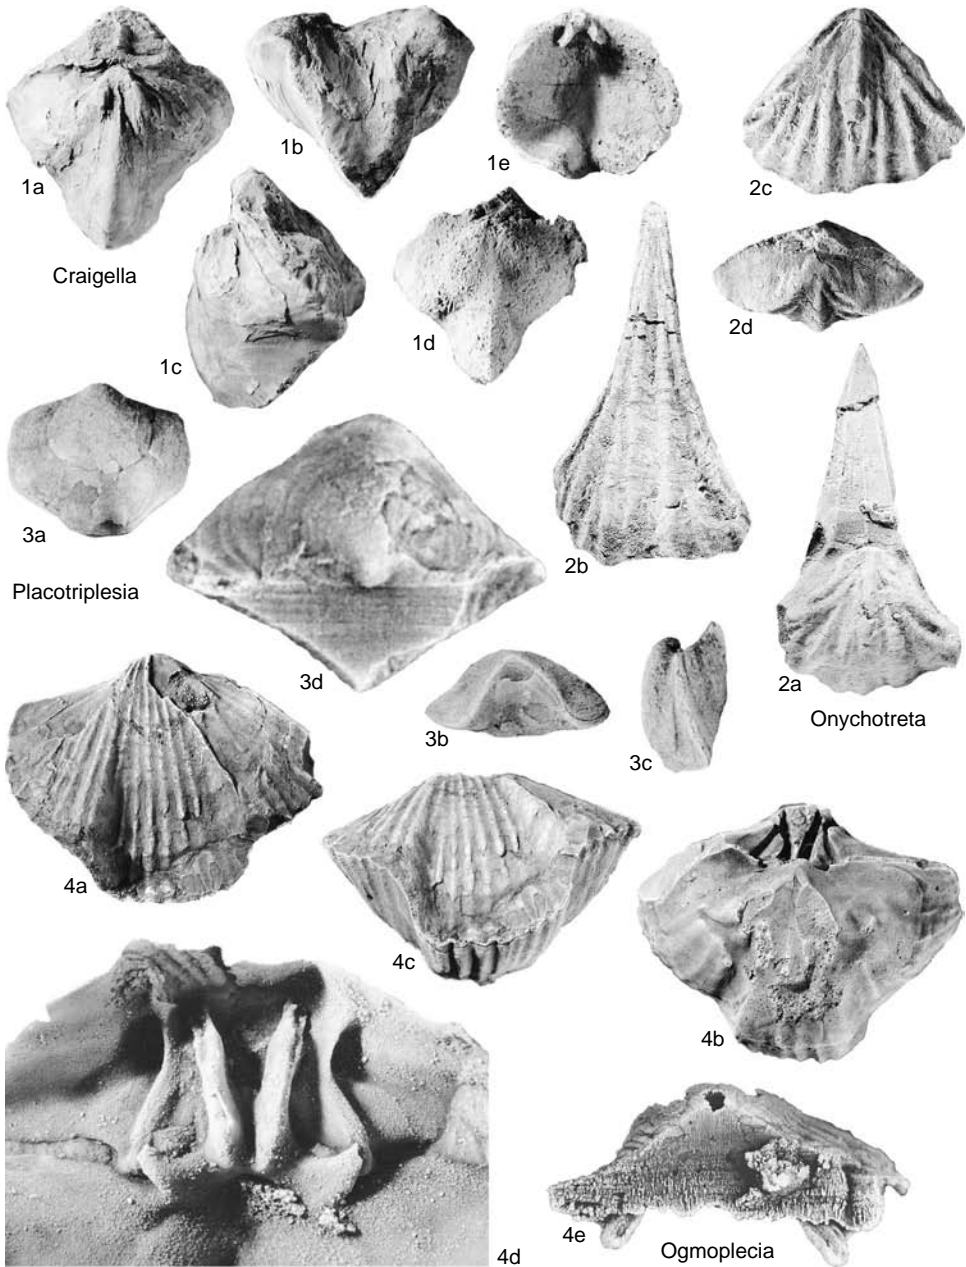 1a
1b
1e
2c
Craigella
1c
1d
2d
3a
2b
Placotriplesia
3d
2a
3b
3c
Onychotreta
4a
4c
4b
4d
4e
Ogmoplecia